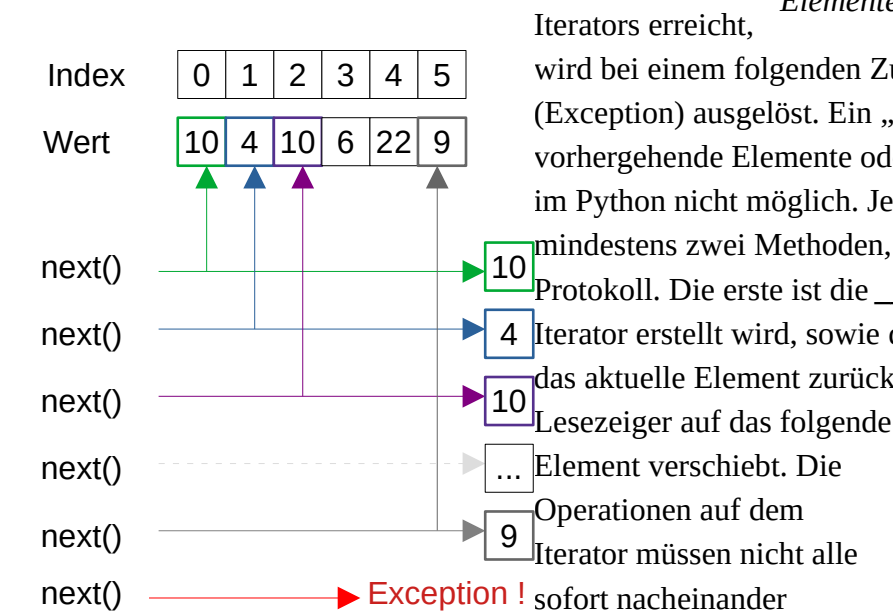 Index 0 1 2 3 4 5
Wert 10 4 10 6 22 9
next() 10
next() 4
next() 10
next() ...
next() 9
next() Exception !
Elemente
Iterators erreicht,
wird bei einem folgenden
(Exception) ausgelöst. Ein „
vorhergehende Elemente
im Python nicht möglich.
mindestens zwei Methoden,
Protokoll. Die erste ist die
Iterator erstellt wird, sowie
das aktuelle Element zurück
Lesezeiger auf das folgende
Element verschiebt. Die
Operationen auf dem
Iterator müssen nicht alle
sofort nacheinander